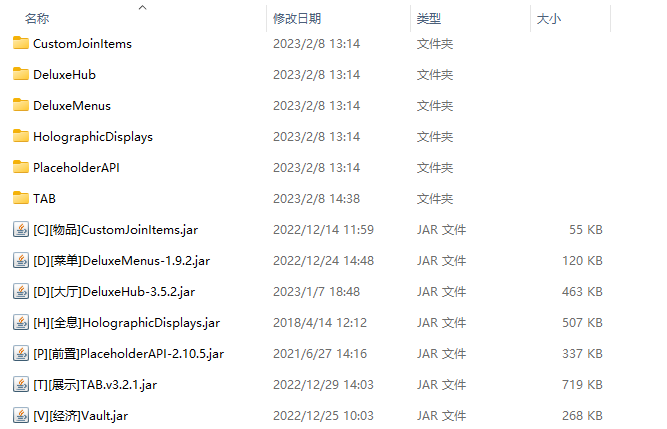 名称 修改日期 类型 大小
CustomJoinItems 2023/2/8 13:14 文件夹
DeluxeHub 2023/2/8 13:14 文件夹
DeluxeMenus 2023/2/8 13:14 文件夹
HolographicDisplays 2023/2/8 13:14 文件夹
PlaceholderAPI 2023/2/8 13:14 文件夹
TAB 2023/2/8 14:38 文件夹
[C][物品]CustomJoinItems.jar 2022/12/14 11:59 JAR 文件 55 KB
[D][菜单]DeluxeMenus-1.9.2.jar 2022/12/24 14:48 JAR 文件 120 KB
[D][大厅]DeluxeHub-3.5.2.jar 2023/1/7 18:48 JAR 文件 463 KB
[H][全息]HolographicDisplays.jar 2018/4/14 12:12 JAR 文件 507 KB
[P][前置]PlaceholderAPI-2.10.5.jar 2021/6/27 14:16 JAR 文件 337 KB
[T][展示]TAB.v3.2.1.jar 2022/12/29 14:03 JAR 文件 719 KB
[V][经济]Vault.jar 2022/12/25 10:03 JAR 文件 268 KB